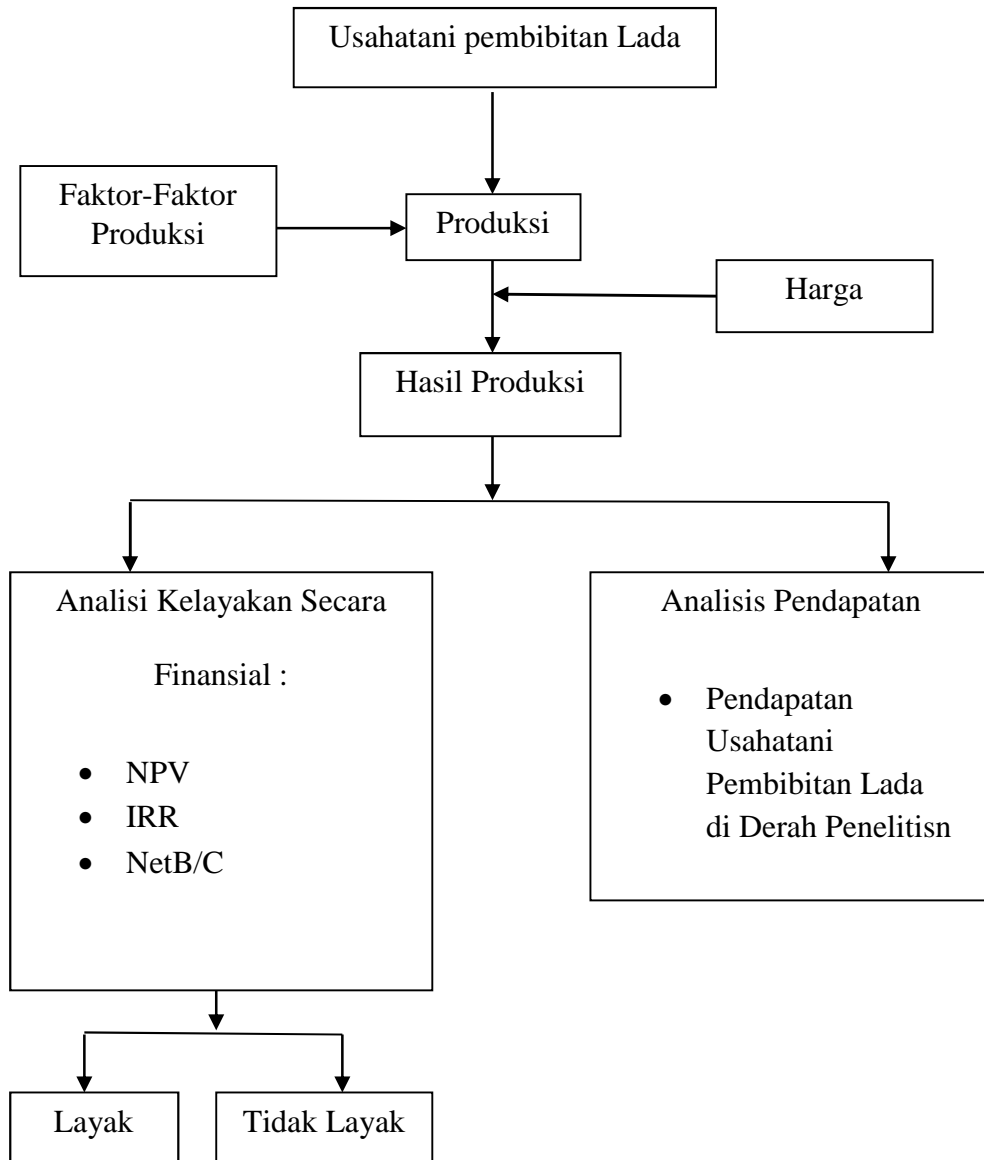 Usahatani pembibitan Lada
Faktor-Faktor
Produksi
Produksi
Harga
Hasil Produksi
Analisi Kelayakan Secara
Finansial :
• NPV
• IRR
• NetB/C
Analisis Pendapatan
• Pendapatan
Usahatani
Pembibitan Lada
di Derah Penelitisn
Layak
Tidak Layak